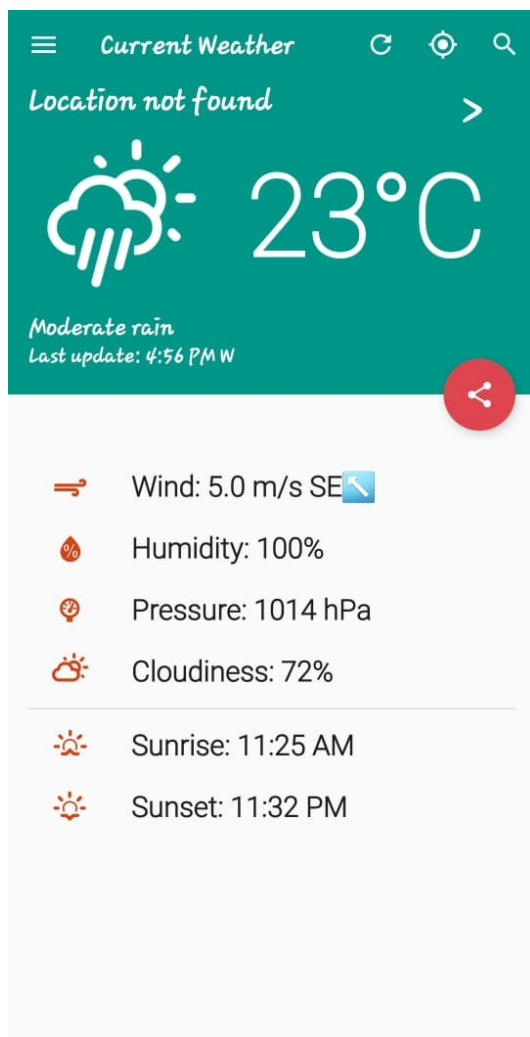 Current Weather
Location not found
>
23°C
Moderate rain
Last update: 4:56 PM W
Wind: 5.0 m/s SE↖
% Humidity: 100%
Pressure: 1014 hPa
Cloudiness: 72%
Sunrise: 11:25 AM
Sunset: 11:32 PM